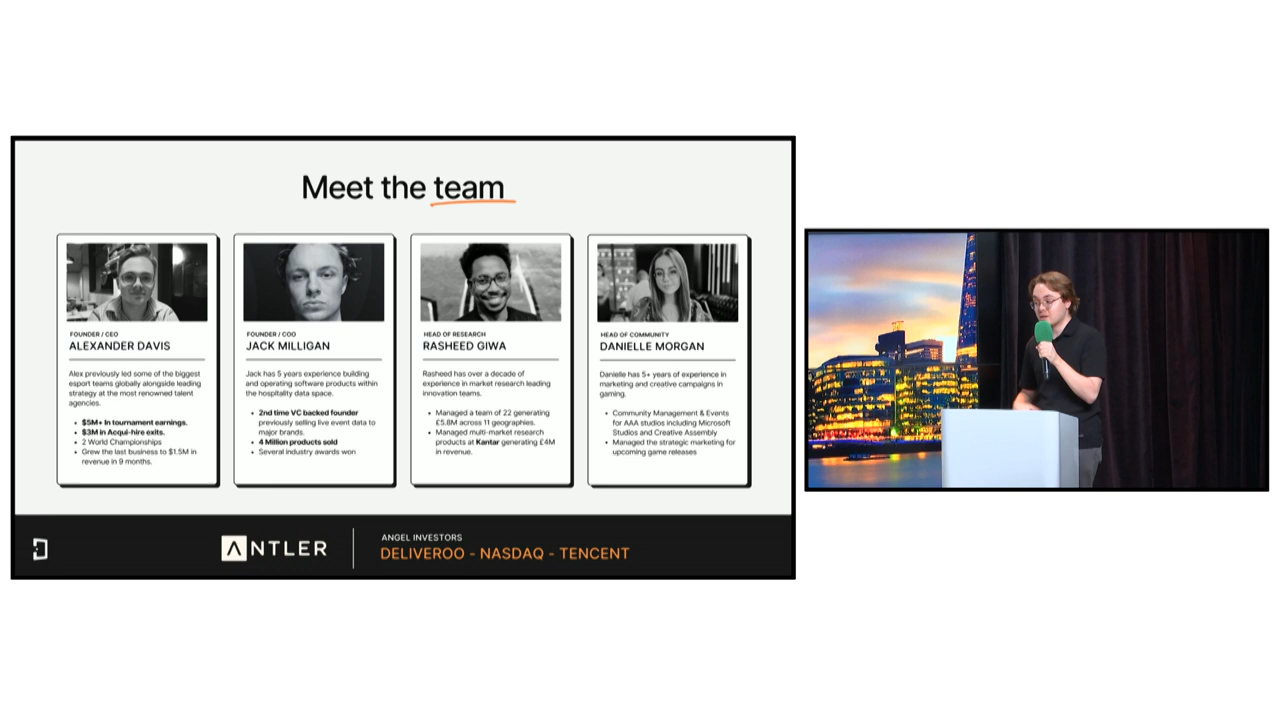 Meet the team
FOUNDER / CEO
ALEXANDER DAVIS
Alex previously led some of the biggest
esport teams globally alongside leading
strategy at the most renowned talent
agencies.
• $5M+ In tournament earnings.
• $3M in Acqui-hire exits.
• 2 World Championships
• Grew the last business to $1.5M in
revenue in 9 months.
FOUNDER / COO
JACK MILLIGAN
Jack has 5 years experience building
and operating software products within
the hospitality data space.
• 2nd time VC backed founder
previously selling live event data to
major brands.
• 4 Million products sold
• Several industry awards won
HEAD OF RESEARCH
RASHEED GIWA
Rasheed has over a decade of
experience in market research leading
innovation teams.
• Managed a team of 22 generating
£5.8M across 11 geographies.
• Managed multi-market research
products at Kantar generating £4M
in revenue.
HEAD OF COMMUNITY
DANIELLE MORGAN
Danielle has 5+ years of experience in
marketing and creative campaigns in
gaming.
• Community Management & Events
for AAA studios including Microsoft
Studios and Creative Assembly
• Managed the strategic marketing for
upcoming game releases
ANTLER
ANGEL INVESTORS
DELIVEROO - NASDAQ - TENCENT